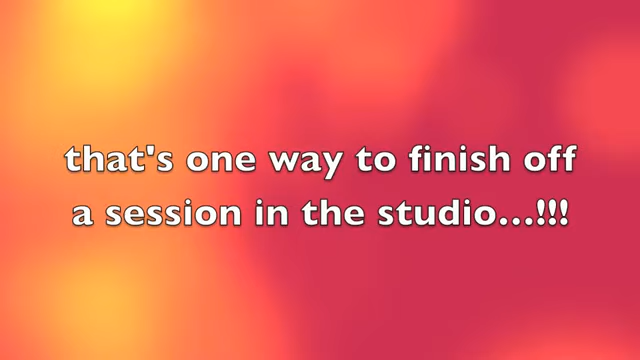 that's one way to finish off
a session in the studio...!!!